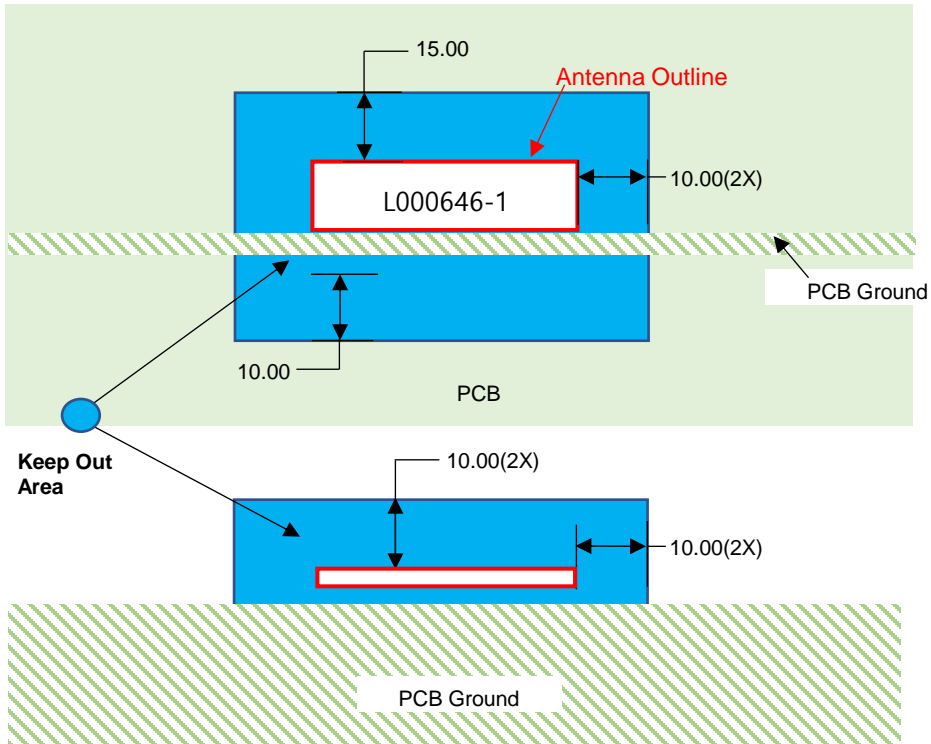 15.00
Antenna Outline
10.00(2X)
L000646-1
PCB Ground
10.00
PCB
Keep Out
Area
10.00(2X)
10.00(2X)
PCB Ground